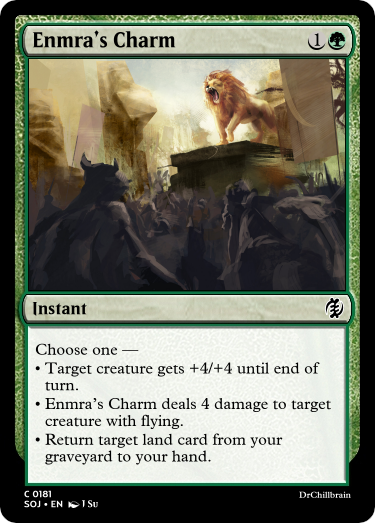 Enmra's Charm 1
Instant
Choose one —
• Target creature gets +4/+4 until end of
turn.
• Enmra's Charm deals 4 damage to target
creature with flying.
• Return target land card from your
graveyard to your hand.
C 0181
DrChillbrain
SOJ • EN 1 Su